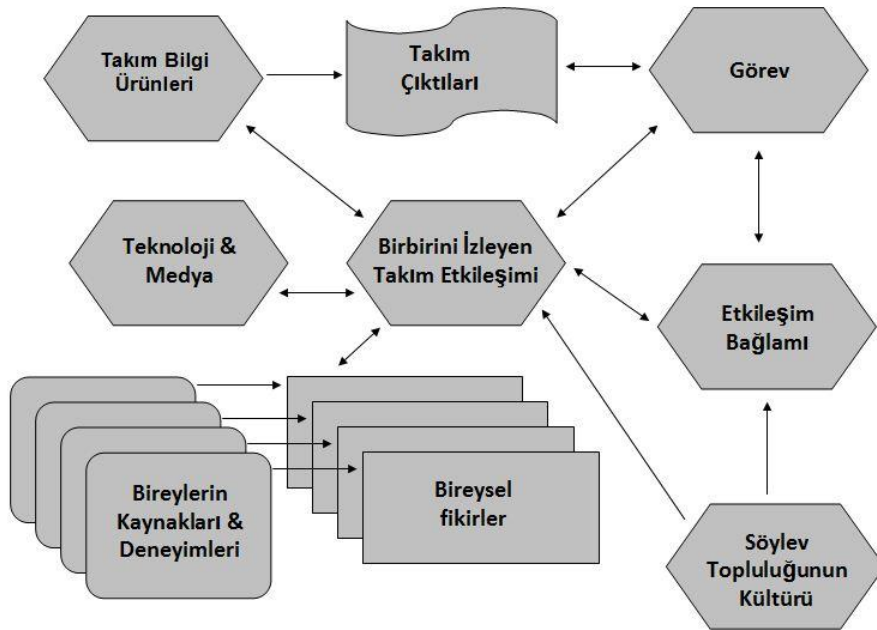 Takım Bilgi
Ürünleri
Takım
Çıktıları
Görev
Teknoloji &
Medya
Birbirini İzleyen
Takım Etkileşimi
Etkileşim
Bağlamı
Bireylerin
Kaynakları &
Deneyimleri
Bireysel
fikirler
Söylev
Topluluğunun
Kültürü